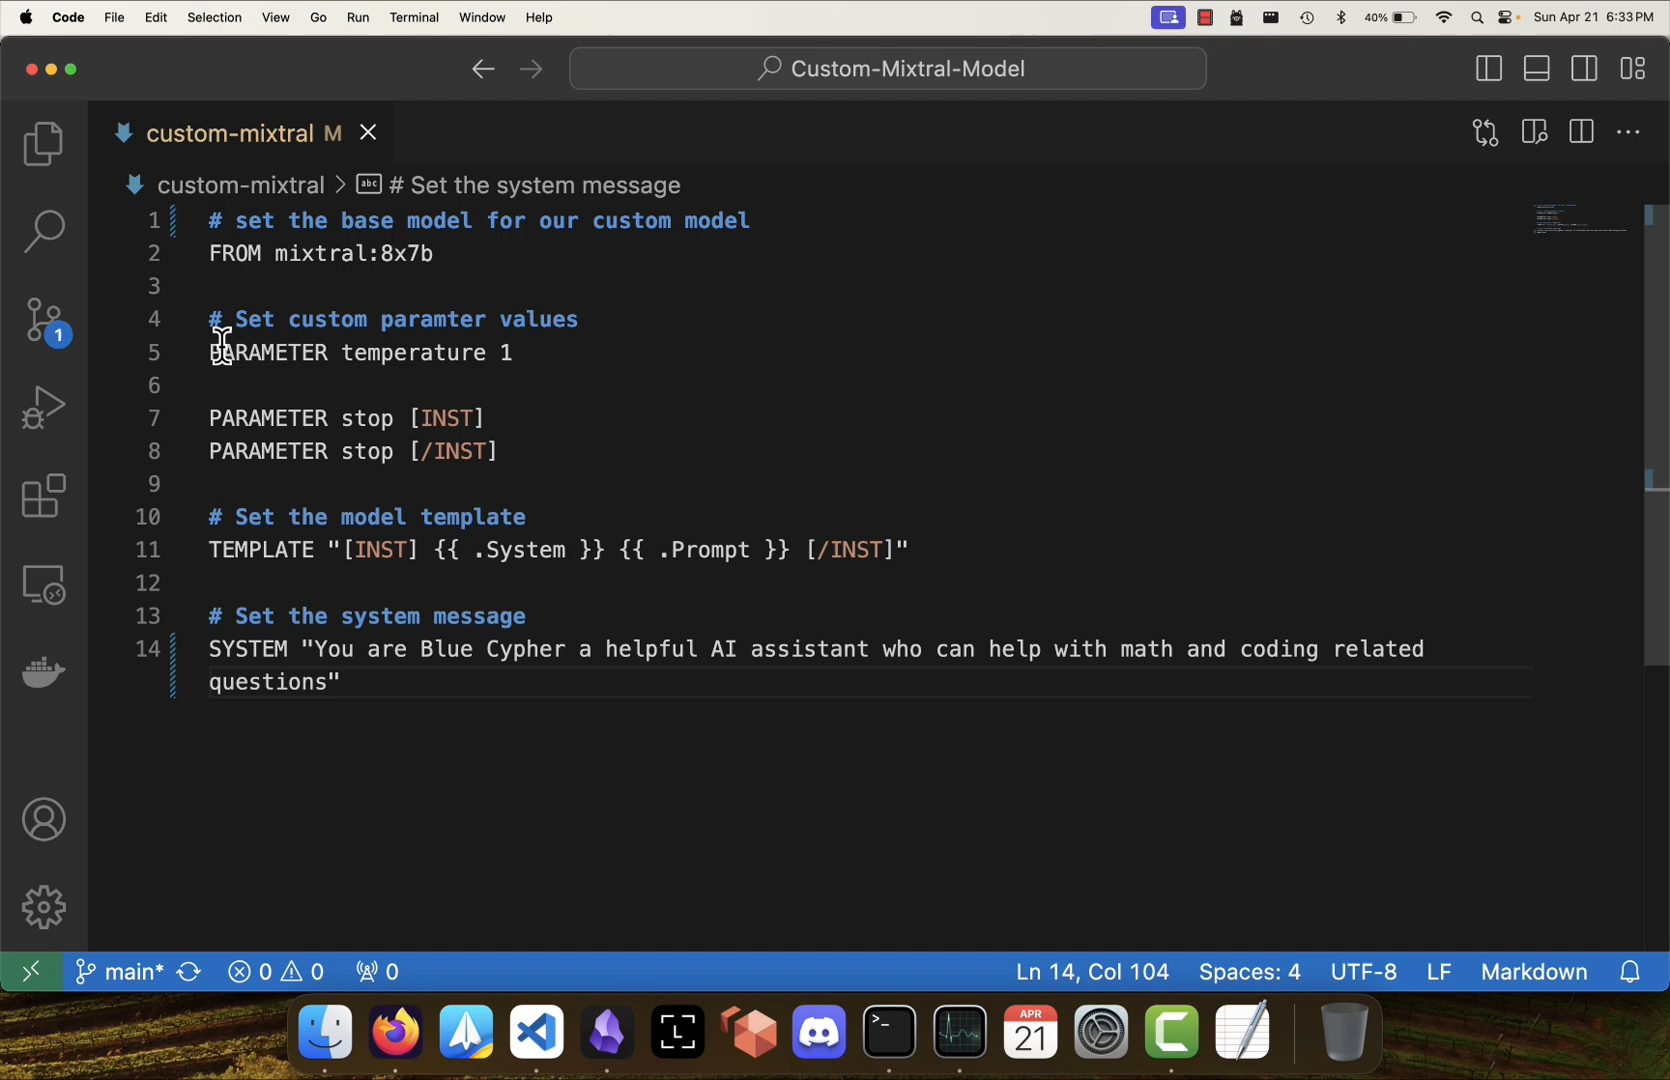 Code File Edit Selection View Go Run Terminal Window Help 40% Sun Apr 21 6:33 PM
Custom-Mixtral-Model
custom-mixtral M
custom-mixtral > abc # Set the system message
1 # set the base model for our custom model
2 FROM mixtral:8x7b
3
4 # Set custom paramter values
5 PARAMETER temperature 1
6
7 PARAMETER stop [INST]
8 PARAMETER stop [/INST]
9
10 # Set the model template
11 TEMPLATE "[INST] {{ .System }} {{ .Prompt }} [/INST]"
12
13 # Set the system message
14 SYSTEM "You are Blue Cypher a helpful AI assistant who can help with math and coding related
questions"
1
main* 0 0 0 Ln 14, Col 104 Spaces: 4 UTF-8 LF Markdown
APR
21